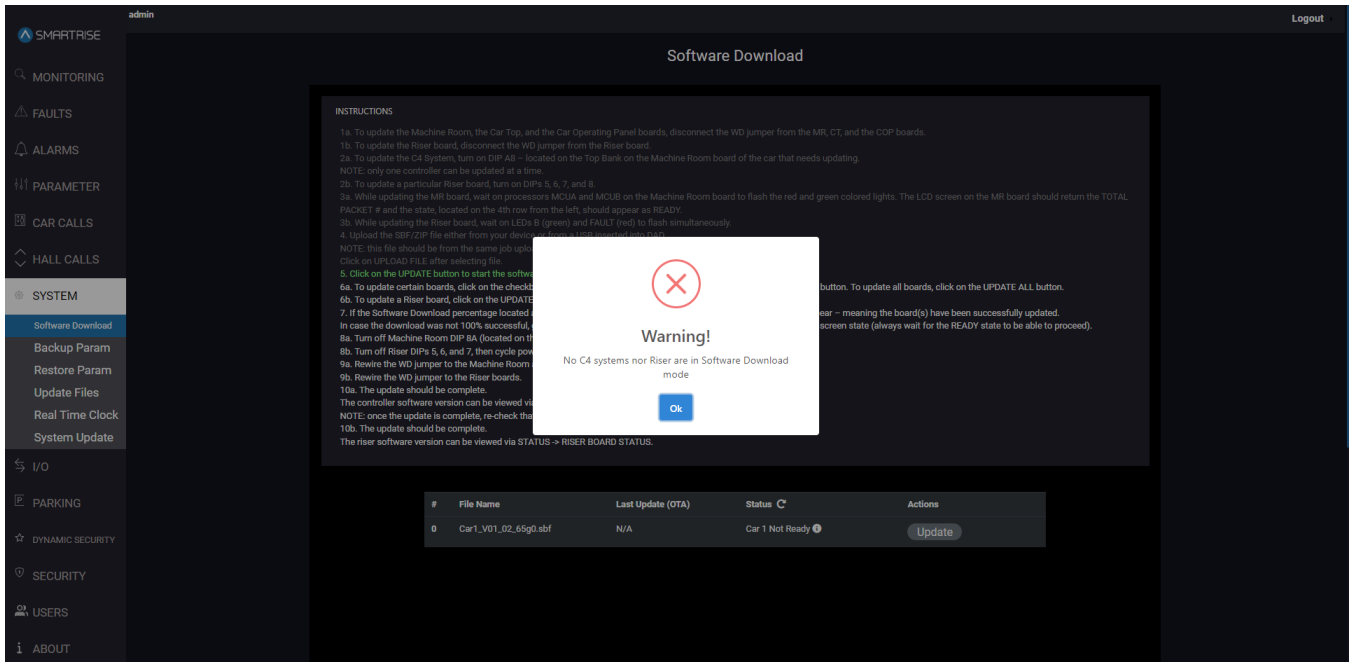 admin
Logout
SMARTRISE
Software Download
MONITORING
FAULTS
ALARMS
PARAMETER
CAR CALLS
HALL CALLS
SYSTEM
Software Download
Backup Param
Restore Param
Update Files
Real Time Clock
System Update
I/O
PARKING
DYNAMIC SECURITY
SECURITY
USERS
ABOUT
INSTRUCTIONS
1a. To update the Machine Room, the Car Top, and the Car Operating Panel boards, disconnect the WD jumper from the MR, CT, and the COP boards.
1b. To update the Riser board, disconnect the WD jumper from the Riser board.
2a. To update the C4 System, turn on DIP A8 – located on the Top Bank on the Machine Room board of the car that needs updating.
NOTE: only one controller can be updated at a time.
2b. To update a particular Riser board, turn on DIPs 5, 6, 7, and 8.
3a. While updating the MR board, wait on processors MCUA and MCUB on the Machine Room board to flash the red and green colored lights. The LCD screen on the MR board should return the TOTAL
PACKET # and the state, located on the 4th row from the left, should appear as READY.
3b. While updating the Riser board, wait on LEDs B (green) and FAULT (red) to flash simultaneously.
4. Upload the SBF/ZIP file either from your device or from a USB inserted into DAD.
NOTE: this file should be from the same job uplo
Click on UPLOAD FILE after selecting file.
5. Click on the UPDATE button to start the softwa
6a. To update certain boards, click on the checkb button. To update all boards, click on the UPDATE ALL button.
6b. To update a Riser board, click on the UPDATE
7. If the Software Download percentage located a ear – meaning the board(s) have been successfully updated.
In case the download was not 100% successful, screen state (always wait for the READY state to be able to proceed).
8a. Turn off Machine Room DIP 8A (located on th
8b. Turn off Riser DIPs 5, 6, and 7, then cycle pow
9a. Rewire the WD jumper to the Machine Room
9b. Rewire the WD jumper to the Riser boards.
10a. The update should be complete.
The controller software version can be viewed vi
NOTE: once the update is complete, re-check tha
10b. The update should be complete.
The riser software version can be viewed via STATUS -> RISER BOARD STATUS.
Warning!
No C4 systems nor Riser are in Software Download
mode
Ok
# File Name Last Update (OTA) Status Actions
0 Car1_V01_02_65g0.sbf N/A Car 1 Not Ready Update